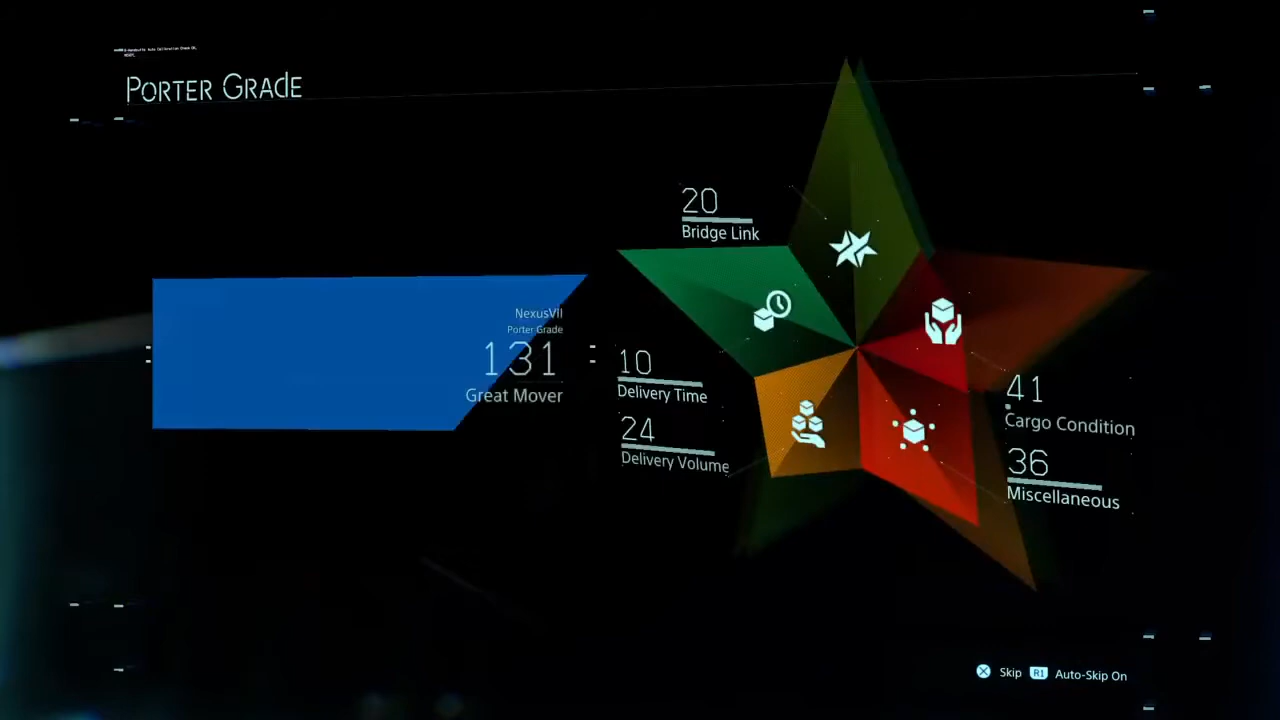 PORTER GRADE
20
Bridge Link
NexusVII
Porter Grade
131
Great Mover
10
Delivery Time
24
Delivery Volume
41
Cargo Condition
36
Miscellaneous
Skip
R1 Auto-Skip On